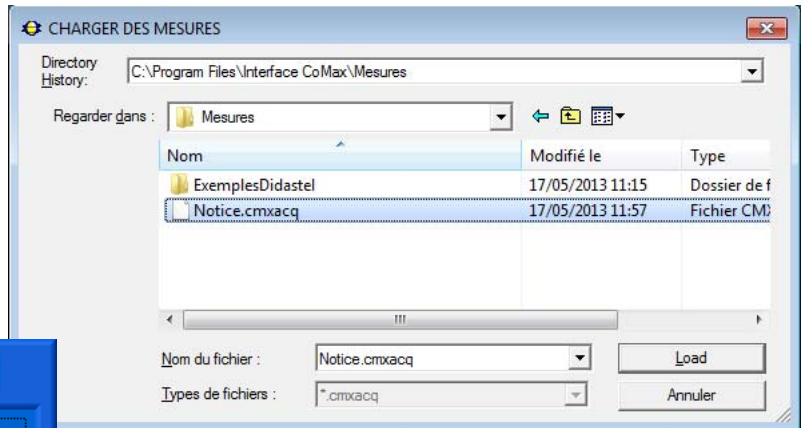 CHARGER DES MESURES
Directory History: C:\Program Files\Interface CoMax\Mesures
Regarder dans : Mesures
Nom Modifié le Type
ExemplesDidastel 17/05/2013 11:15 Dossier de f
Notice.cmxacq 17/05/2013 11:57 Fichier CMX
Nom du fichier : Notice.cmxacq Load
Types de fichiers : *.cmxacq Annuler